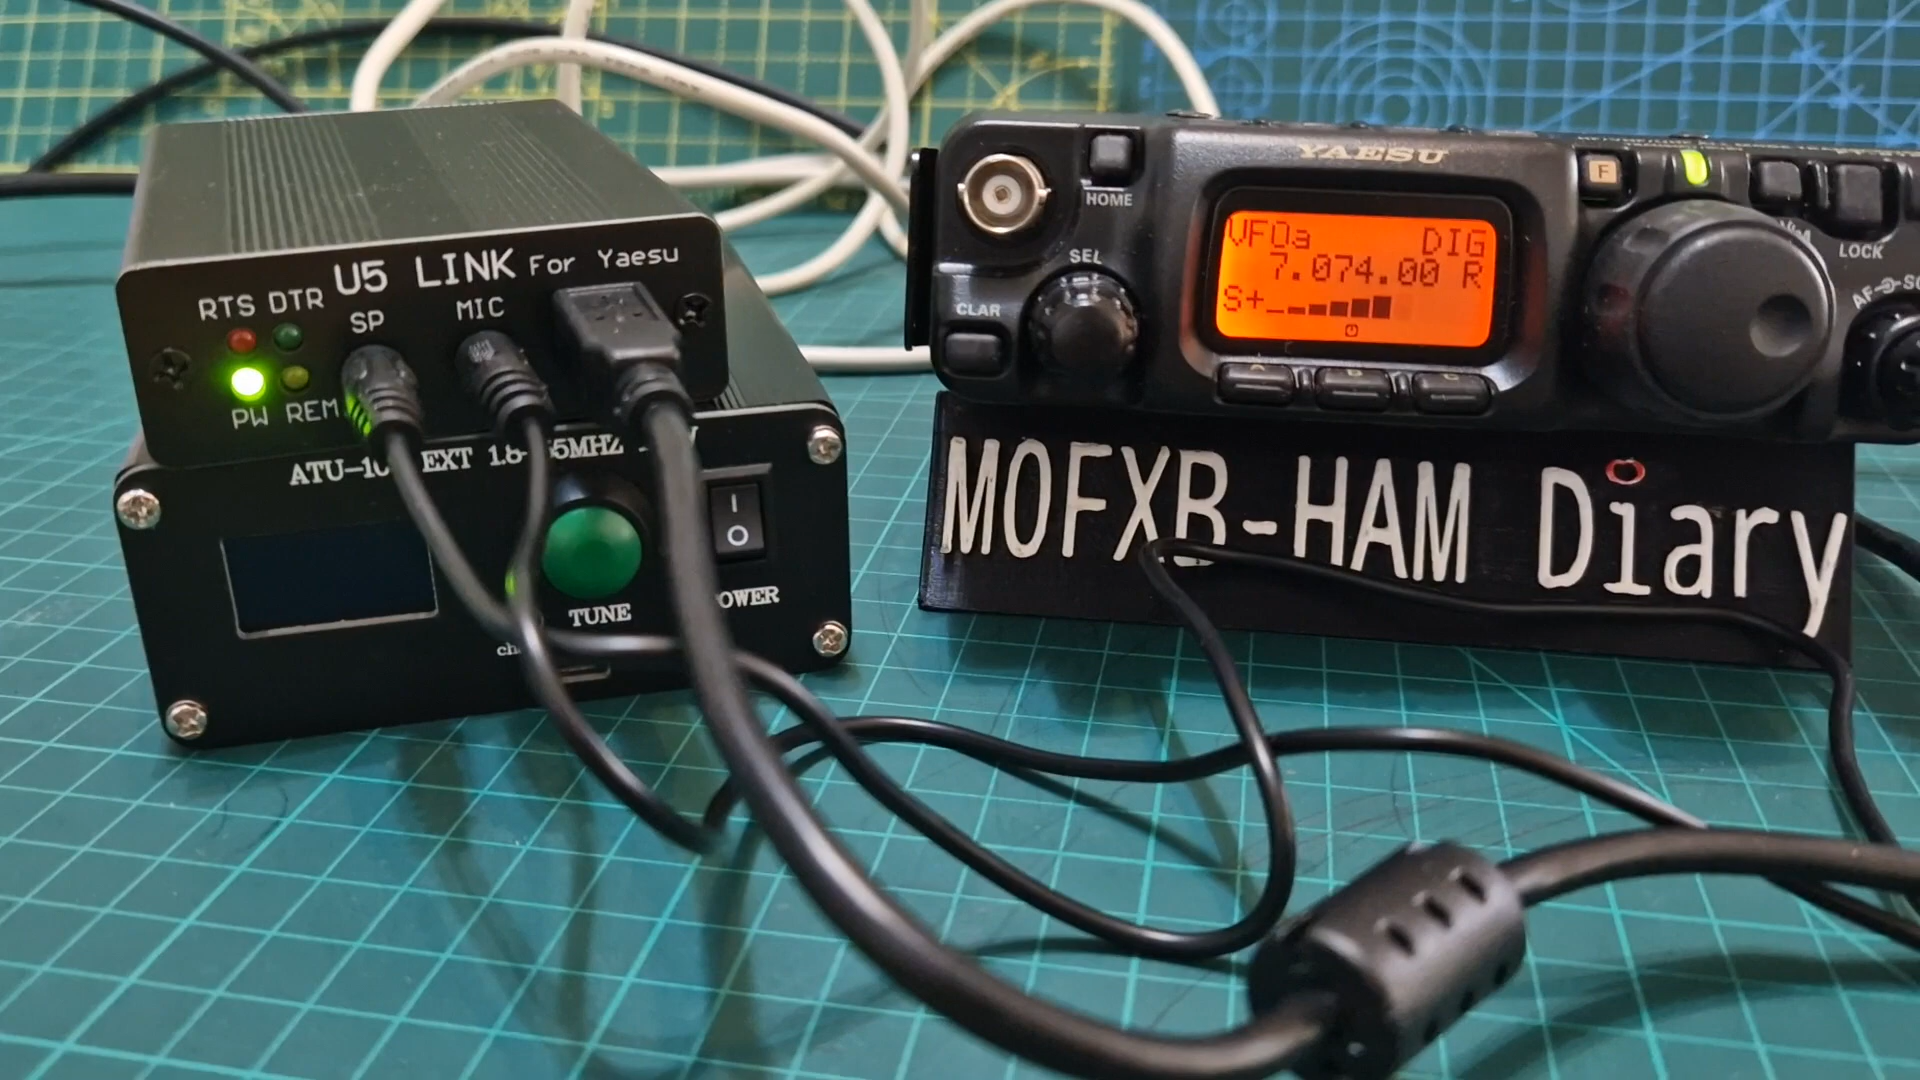 U5 LINK For Yaesu
RTS DTR
SP
MIC
PW REM
EXT
TUNE
I
O
YAESU
HOME
SEL
CLAR
F
LOCK
VFOa DIG
7.074.00 R
S+
A
B
C
M0FXB-HAM Diary